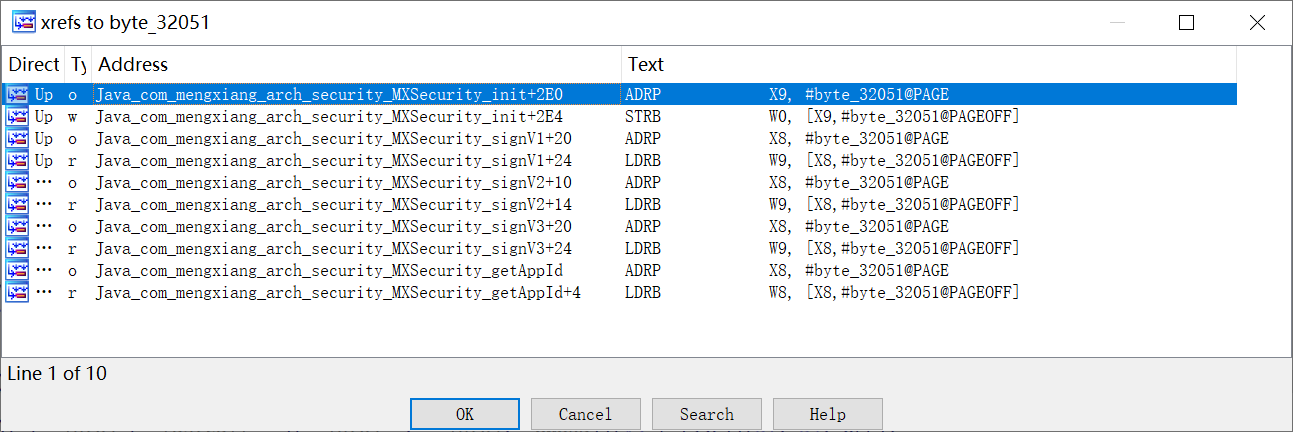 xrefs to byte_32051
Direct Ty Address Text
Up o Java_com_mengxiang_arch_security_MXSecurity_init+2E0 ADRP X9, #byte_32051@PAGE
Up w Java_com_mengxiang_arch_security_MXSecurity_init+2E4 STRB W0, [X9,#byte_32051@PAGEOFF]
Up o Java_com_mengxiang_arch_security_MXSecurity_signV1+20 ADRP X8, #byte_32051@PAGE
Up r Java_com_mengxiang_arch_security_MXSecurity_signV1+24 LDRB W9, [X8,#byte_32051@PAGEOFF]
... o Java_com_mengxiang_arch_security_MXSecurity_signV2+10 ADRP X8, #byte_32051@PAGE
... r Java_com_mengxiang_arch_security_MXSecurity_signV2+14 LDRB W9, [X8,#byte_32051@PAGEOFF]
... o Java_com_mengxiang_arch_security_MXSecurity_signV3+20 ADRP X8, #byte_32051@PAGE
... r Java_com_mengxiang_arch_security_MXSecurity_signV3+24 LDRB W9, [X8,#byte_32051@PAGEOFF]
... o Java_com_mengxiang_arch_security_MXSecurity_getAppId ADRP X8, #byte_32051@PAGE
... r Java_com_mengxiang_arch_security_MXSecurity_getAppId+4 LDRB W8, [X8,#byte_32051@PAGEOFF]
Line 1 of 10
OK Cancel Search Help